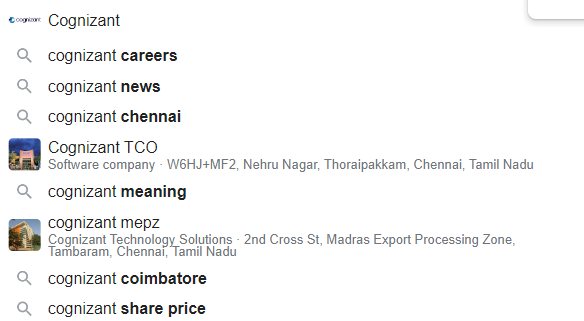 cognizant Cognizant
cognizant careers
cognizant news
cognizant chennai
Cognizant TCO
Software company · W6HJ+MF2, Nehru Nagar, Thoraipakkam, Chennai, Tamil Nadu
cognizant meaning
cognizant mepz
Cognizant Technology Solutions · 2nd Cross St, Madras Export Processing Zone,
Tambaram, Chennai, Tamil Nadu
cognizant coimbatore
cognizant share price